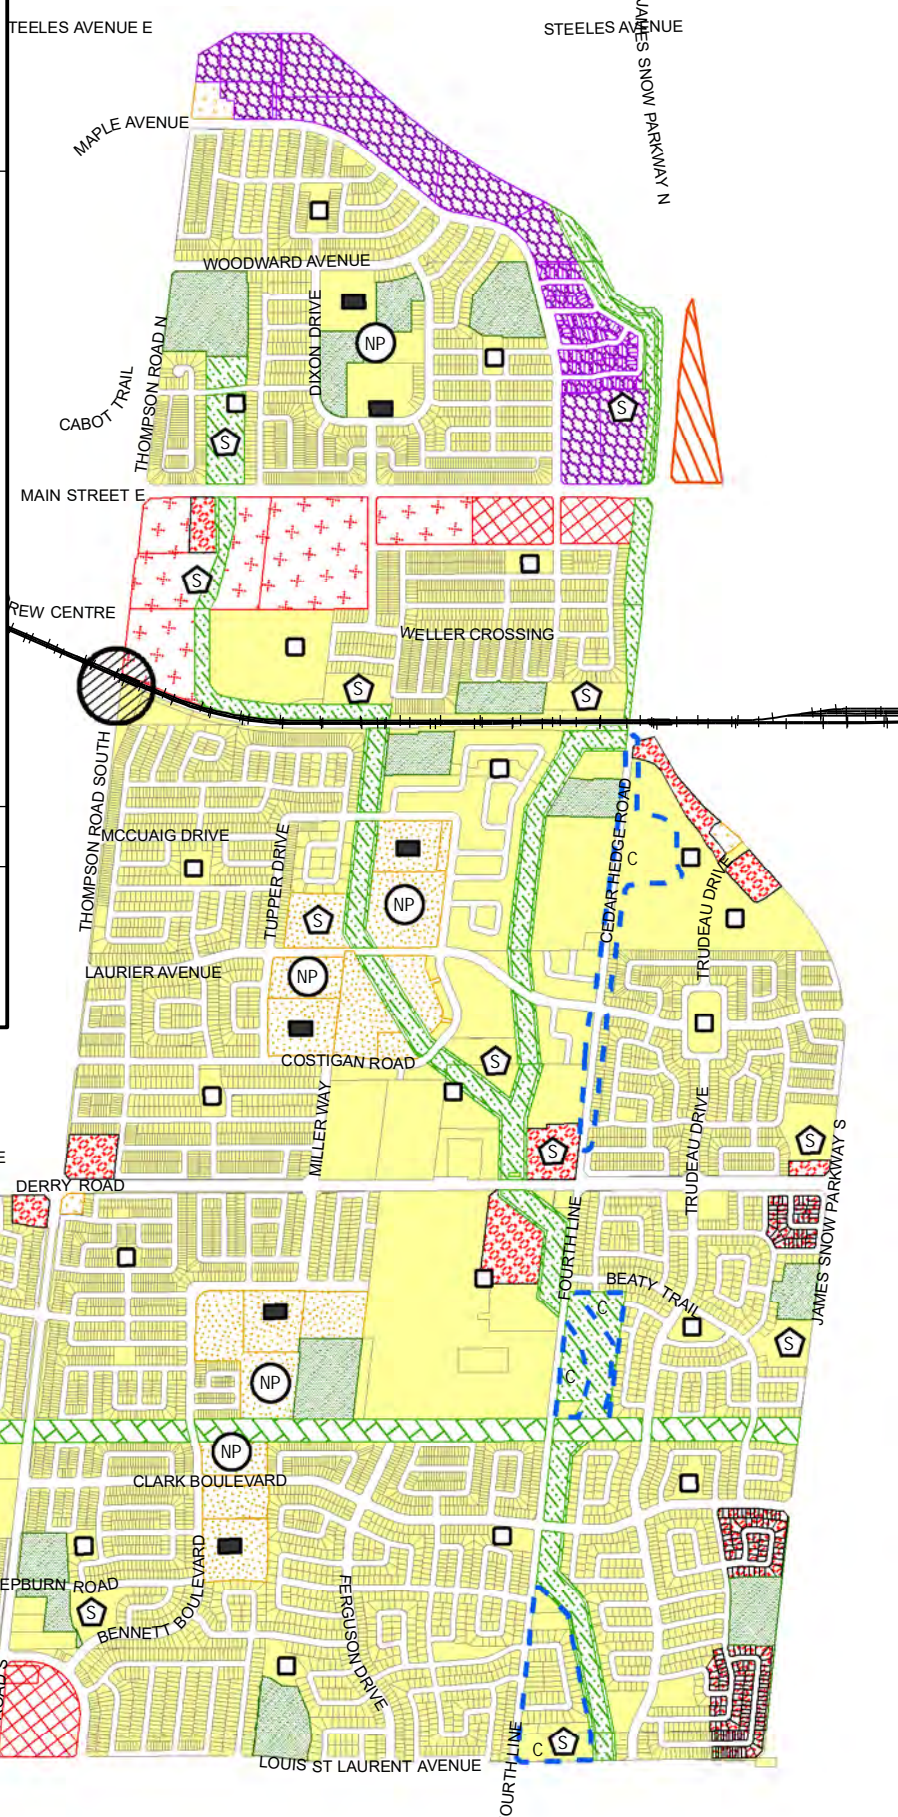 TEELES AVENUE E
STEELES AVENUE
JAMES SNOW PARKWAY N
MAPLE AVENUE
WOODWARD AVENUE
DIXON DRIVE
NP
THOMPSON ROAD N
CABOT TRAIL
S
S
MAIN STREET E
S
REW CENTRE
WELLER CROSSING
S
S
THOMPSON ROAD SOUTH
MCCUAIG DRIVE
TUPPER DRIVE
CEDAR HEDGE ROAD
C
TRUDEAU DRIVE
NP
S
LAURIER AVENUE
NP
COSTIGAN ROAD
S
MILLER WAY
TRUDEAU DRIVE
S
S
E
DERRY ROAD
JAMES SNOW PARKWAY S
FOURTH LINE
BEATY TRAIL
C
S
C
NP
NP
CLARK BOULEVARD
EPBURN ROAD
S
BENNETT BOULEVARD
FERGUSON DRIVE
LOUIS ST LAURENT AVENUE
OURTH LINE
C
S